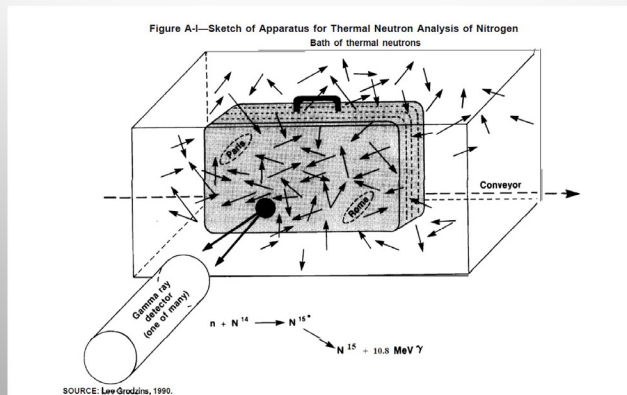 Figure A-I—Sketch of Apparatus for Thermal Neutron Analysis of Nitrogen
Bath of thermal neutrons
Paris
Rome
Conveyor
Gamma ray
detector
(one of many)
n + N¹⁴ ⟶ N¹⁵*
N¹⁵ + 10.8 MeV γ
SOURCE: Lee Grodzins, 1990.